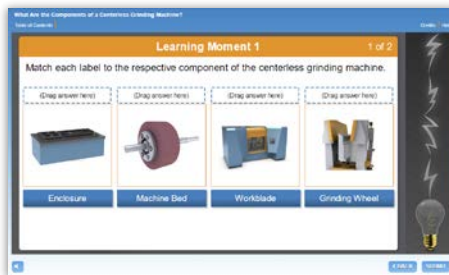 What Are the Components of a Centerless Grinding Machine?
Table of Contents
Learning Moment 1
1 of 2
Match each label to the respective component of the centerless grinding machine.
(Drag answer here) (Drag answer here) (Drag answer here) (Drag answer here)
Enclosure Machine Bed Workblade Grinding Wheel